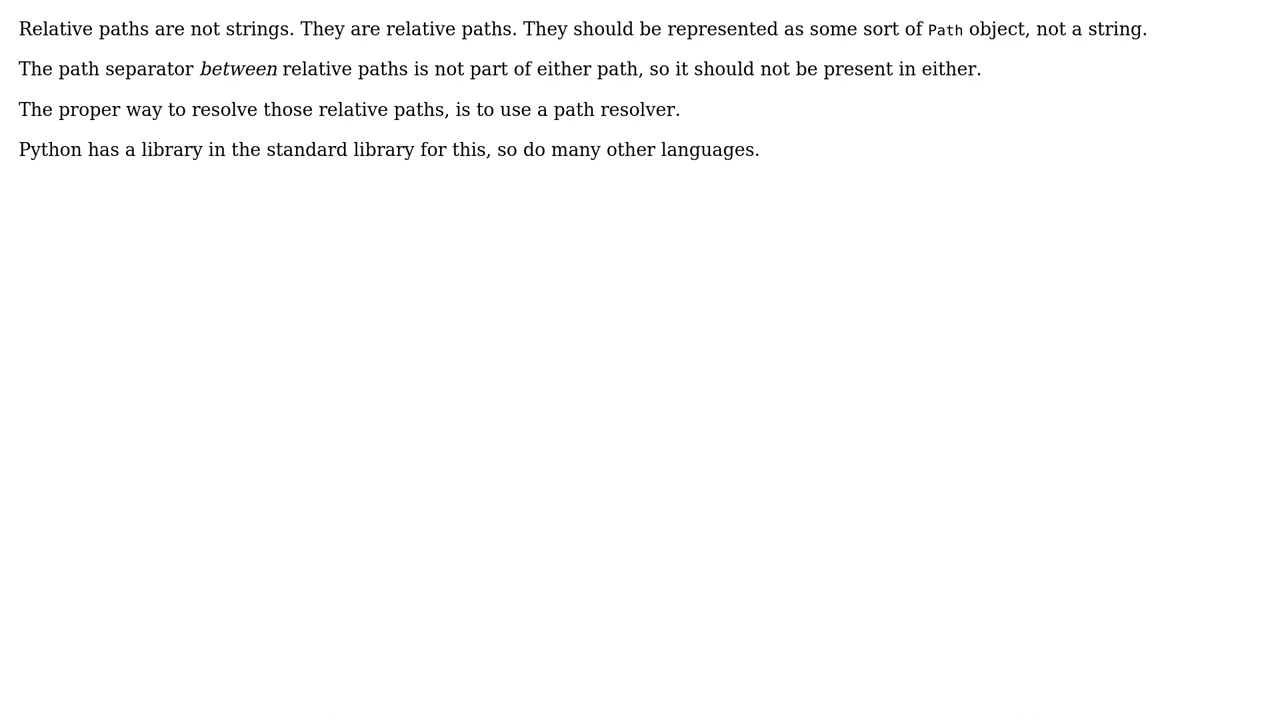 Relative paths are not strings. They are relative paths. They should be represented as some sort of Path object, not a string.
The path separator between relative paths is not part of either path, so it should not be present in either.
The proper way to resolve those relative paths, is to use a path resolver.
Python has a library in the standard library for this, so do many other languages.